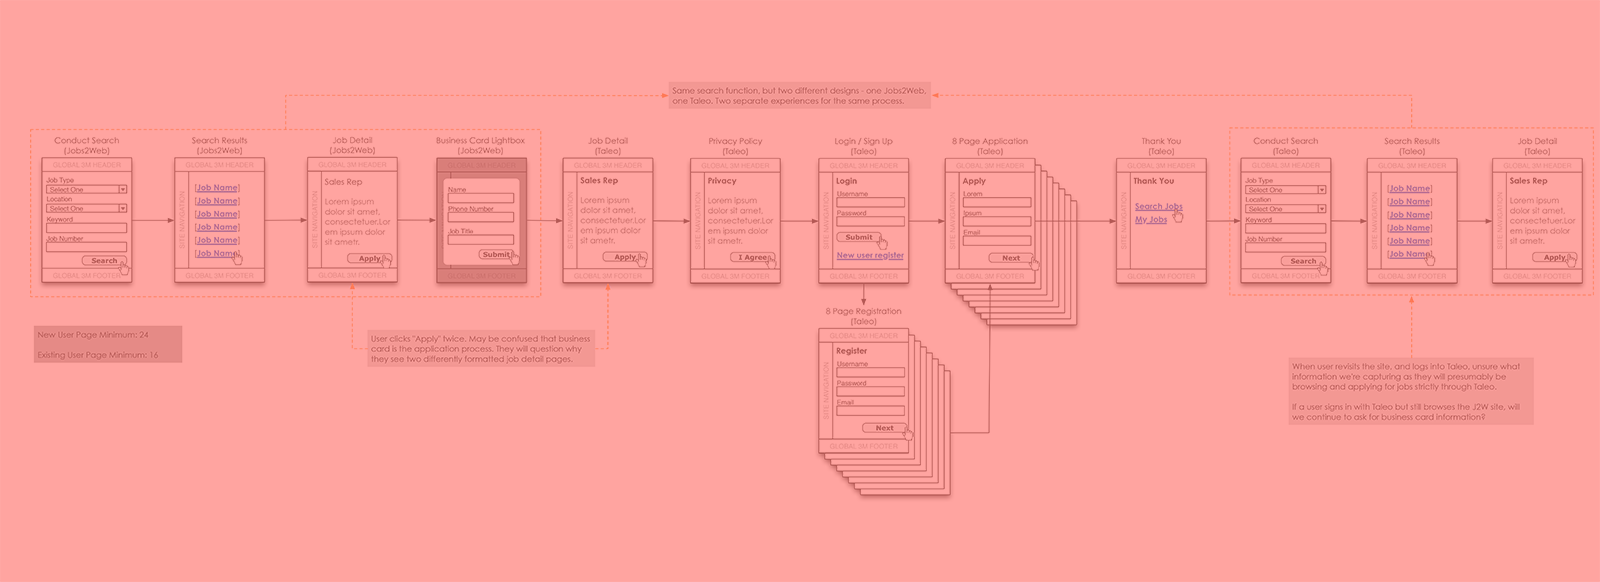 Same search function, but two different designs - one Jobs2Web,
one Taleo. Two separate experiences for the same process.
Conduct Search
(Jobs2Web)
GLOBAL 3M HEADER
Job Type
Select One
Location
Select One
Keyword
Job Number
Search
GLOBAL 3M FOOTER
Search Results
(Jobs2Web)
GLOBAL 3M HEADER
SITE NAVIGATION
[Job Name]
[Job Name]
[Job Name]
[Job Name]
[Job Name]
[Job Name]
GLOBAL 3M FOOTER
Job Detail
(Jobs2Web)
GLOBAL 3M HEADER
SITE NAVIGATION
Sales Rep
Lorem ipsum
dolor sit amet,
consectetuer.Lor
em ipsum dolor
sit ametr.
Apply
GLOBAL 3M FOOTER
Business Card Lightbox
(Jobs2Web)
GLOBAL 3M HEADER
Name
Phone Number
Job Title
Submit
GLOBAL 3M FOOTER
Job Detail
(Taleo)
GLOBAL 3M HEADER
SITE NAVIGATION
Sales Rep
Lorem ipsum
dolor sit amet,
consectetuer.Lor
em ipsum dolor
sit ametr.
Apply
GLOBAL 3M FOOTER
Privacy Policy
(Taleo)
GLOBAL 3M HEADER
SITE NAVIGATION
Privacy
Lorem ipsum
dolor sit amet,
consectetuer.Lor
em ipsum dolor
sit ametr.
I Agree
GLOBAL 3M FOOTER
Login / Sign Up
(Taleo)
GLOBAL 3M HEADER
SITE NAVIGATION
Login
Username
Password
Submit
New user register
GLOBAL 3M FOOTER
8 Page Application
(Taleo)
GLOBAL 3M HEADER
SITE NAVIGATION
Apply
Lorem
Ipsum
Email
Next
GLOBAL 3M FOOTER
Thank You
(Taleo)
GLOBAL 3M HEADER
SITE NAVIGATION
Thank You
Search Jobs
My Jobs
GLOBAL 3M FOOTER
Conduct Search
(Taleo)
GLOBAL 3M HEADER
Job Type
Select One
Location
Select One
Keyword
Job Number
Search
GLOBAL 3M FOOTER
Search Results
(Taleo)
GLOBAL 3M HEADER
SITE NAVIGATION
[Job Name]
[Job Name]
[Job Name]
[Job Name]
[Job Name]
[Job Name]
GLOBAL 3M FOOTER
Job Detail
(Taleo)
GLOBAL 3M HEADER
SITE NAVIGATION
Sales Rep
Lorem ipsum
dolor sit amet,
consectetuer.Lor
em ipsum dolor
sit ametr.
Apply
GLOBAL 3M FOOTER
New User Page Minimum: 24
Existing User Page Minimum: 16
User clicks "Apply" twice. May be confused that business
card is the application process. They will question why
they see two differently formatted job detail pages.
8 Page Registration
(Taleo)
GLOBAL 3M HEADER
SITE NAVIGATION
Register
Username
Password
Email
Next
GLOBAL 3M FOOTER
When user revisits the site, and logs into Taleo, unsure what
information we're capturing as they will presumably be
browsing and applying for jobs strictly through Taleo.
If a user signs in with Taleo but still browses the J2W site, will
we continue to ask for business card information?